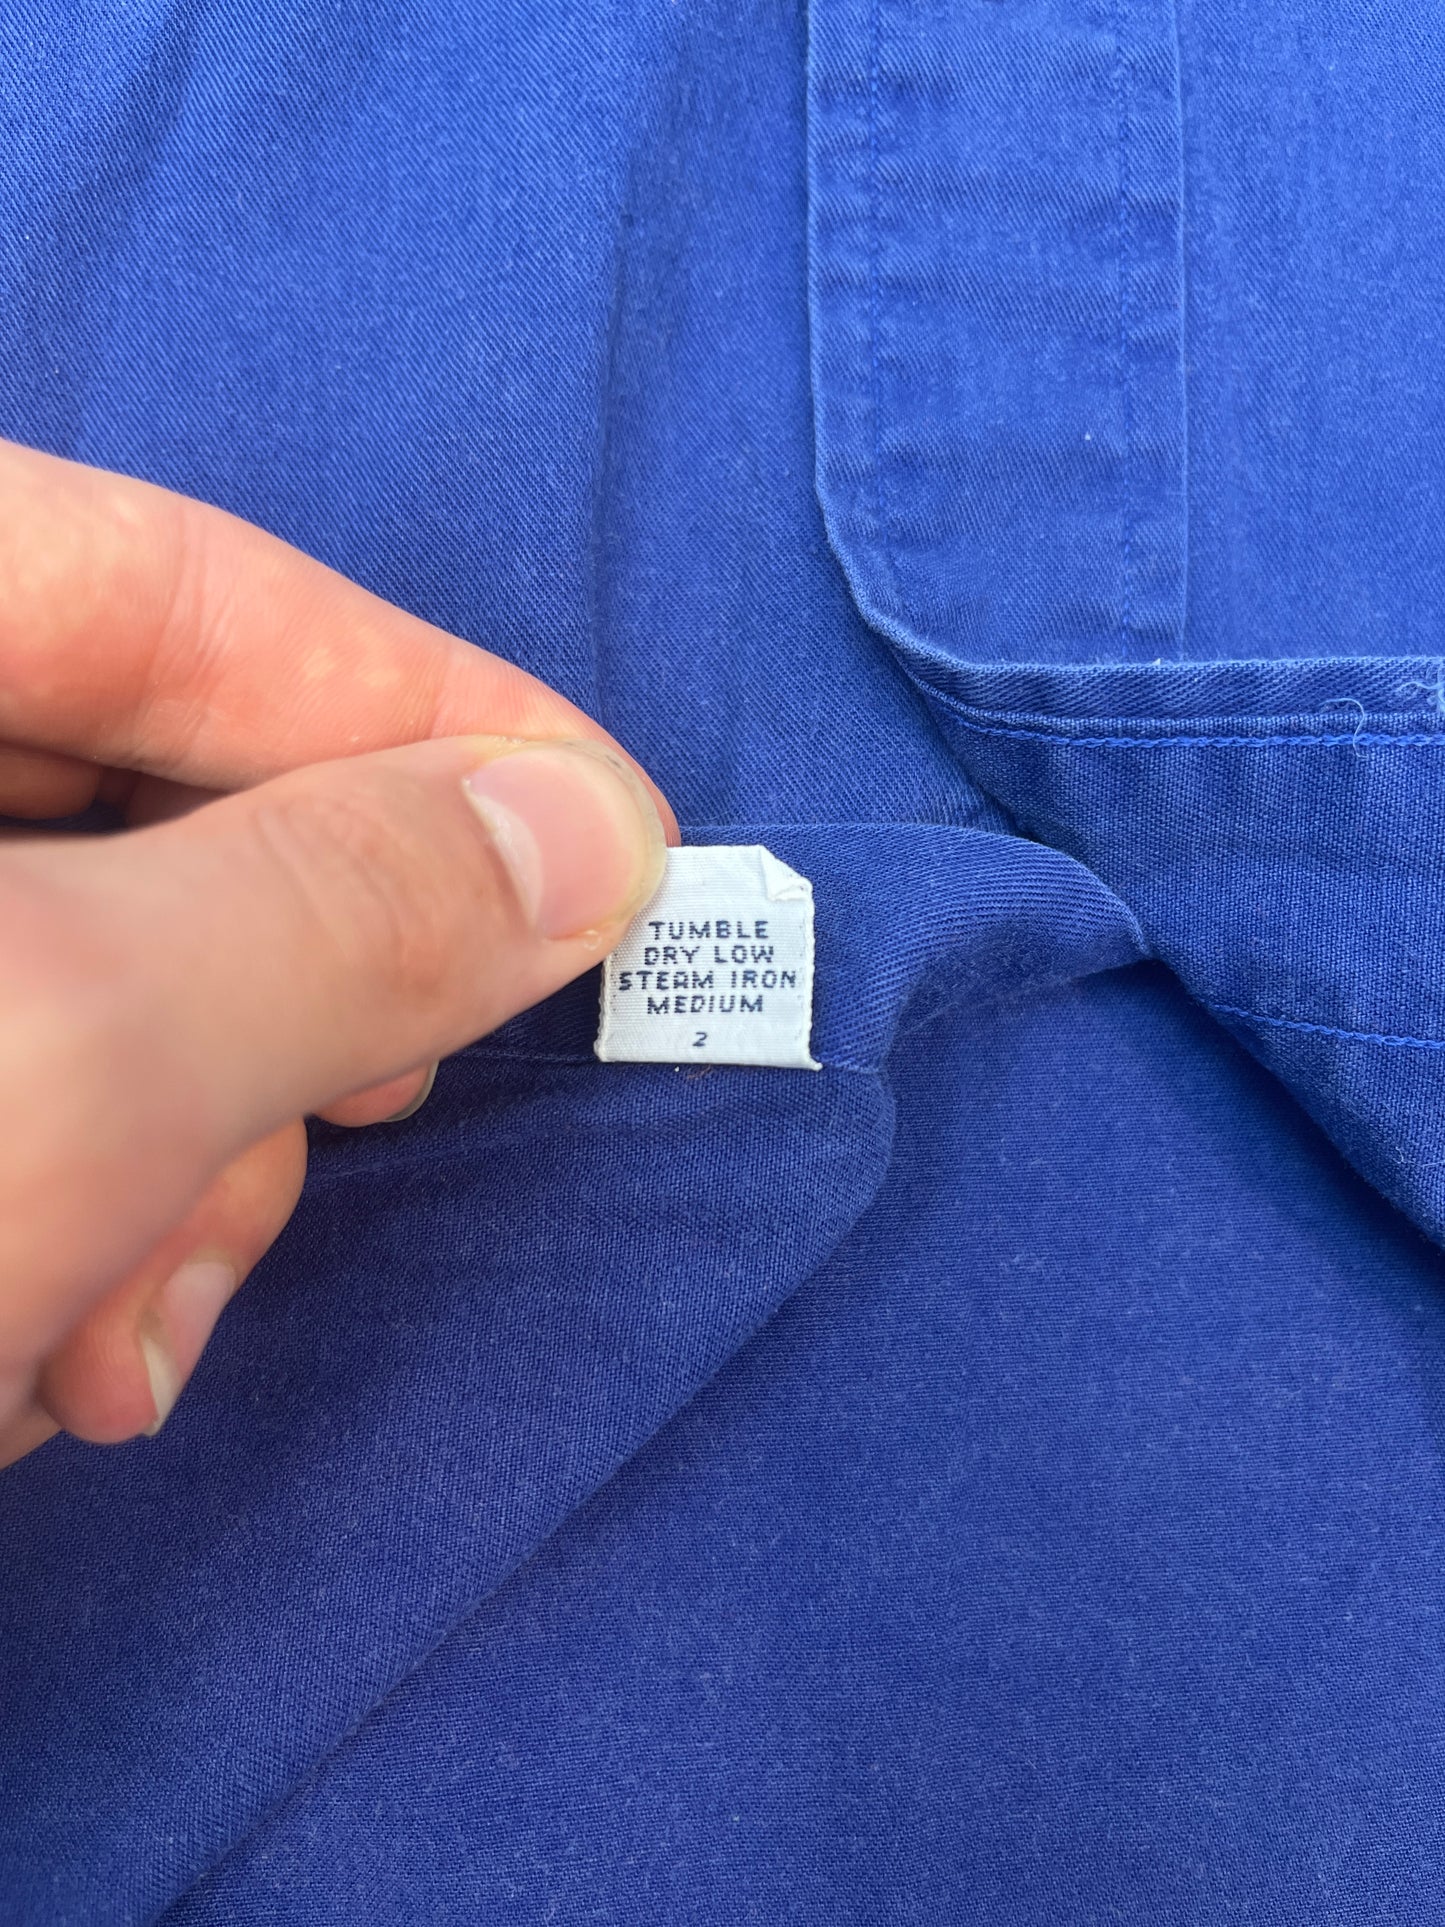 TUMBLE
DRY LOW
STEAM IRON
MEDIUM
2